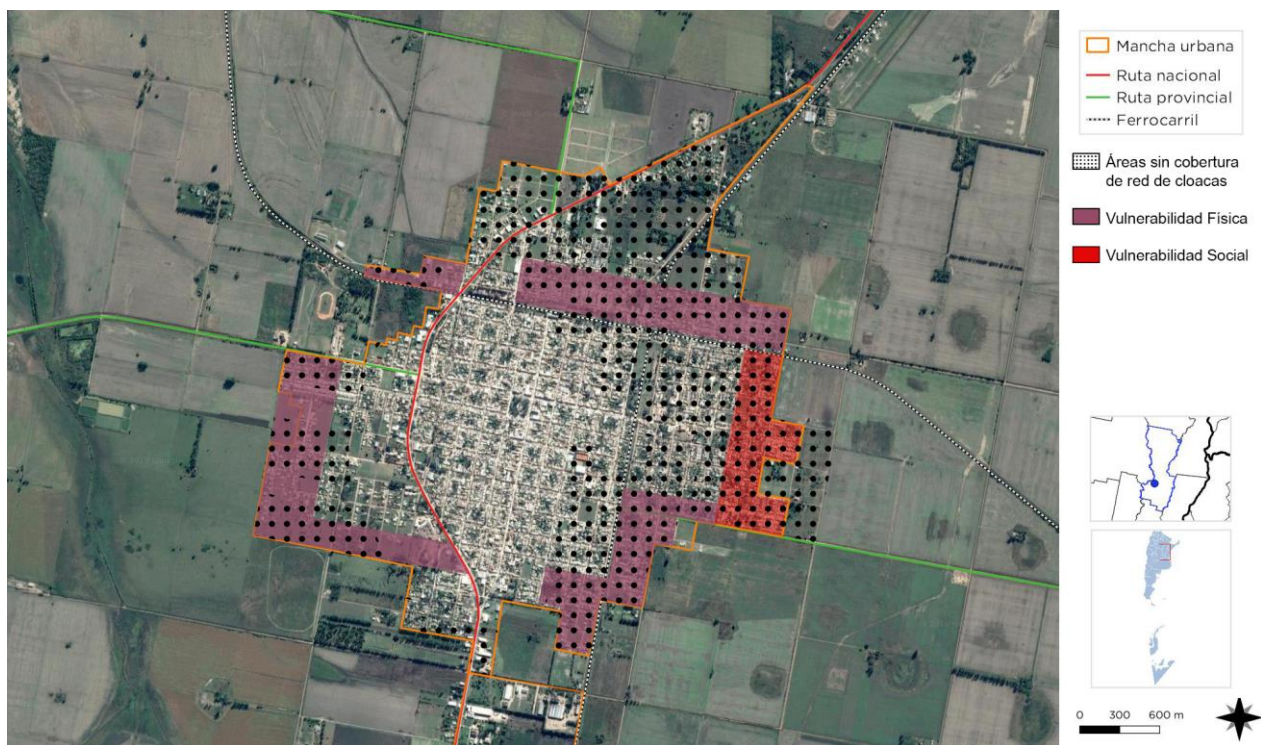 Mancha urbana
Ruta nacional
Ruta provincial
Ferrocarril
Áreas sin cobertura
de red de cloacas
Vulnerabilidad Física
Vulnerabilidad Social
0 300 600 m